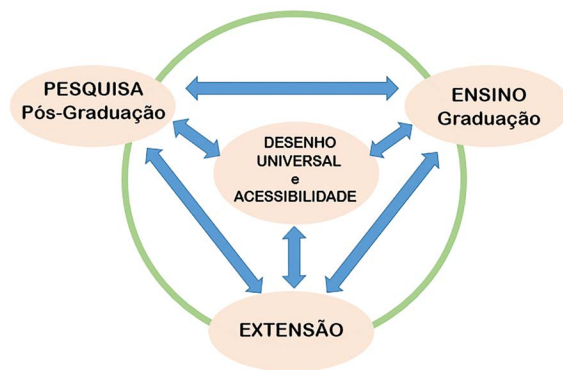 PESQUISA
Pós-Graduação
ENSINO
Graduação
DESENHO
UNIVERSAL
e
ACESSIBILIDADE
EXTENSÃO